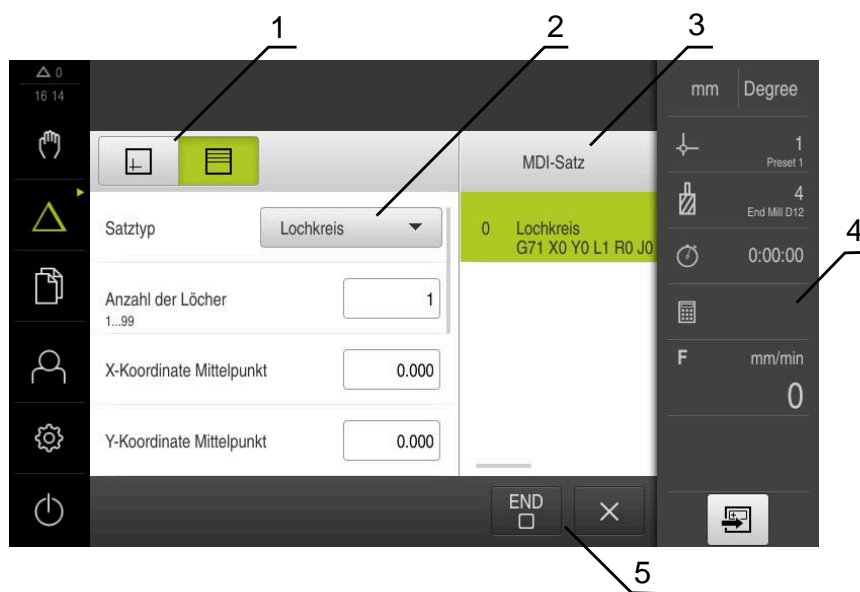 1
2
3
0
16 14
mm Degree
1
Preset 1
MDI-Satz
4
End Mill D12
Satztyp Lochkreis
0 Lochkreis
G71 X0 Y0 L1 R0 J0
4
0:00:00
Anzahl der Löcher
1...99
1
X-Koordinate Mittelpunkt 0.000
F mm/min
0
Y-Koordinate Mittelpunkt 0.000
END
5